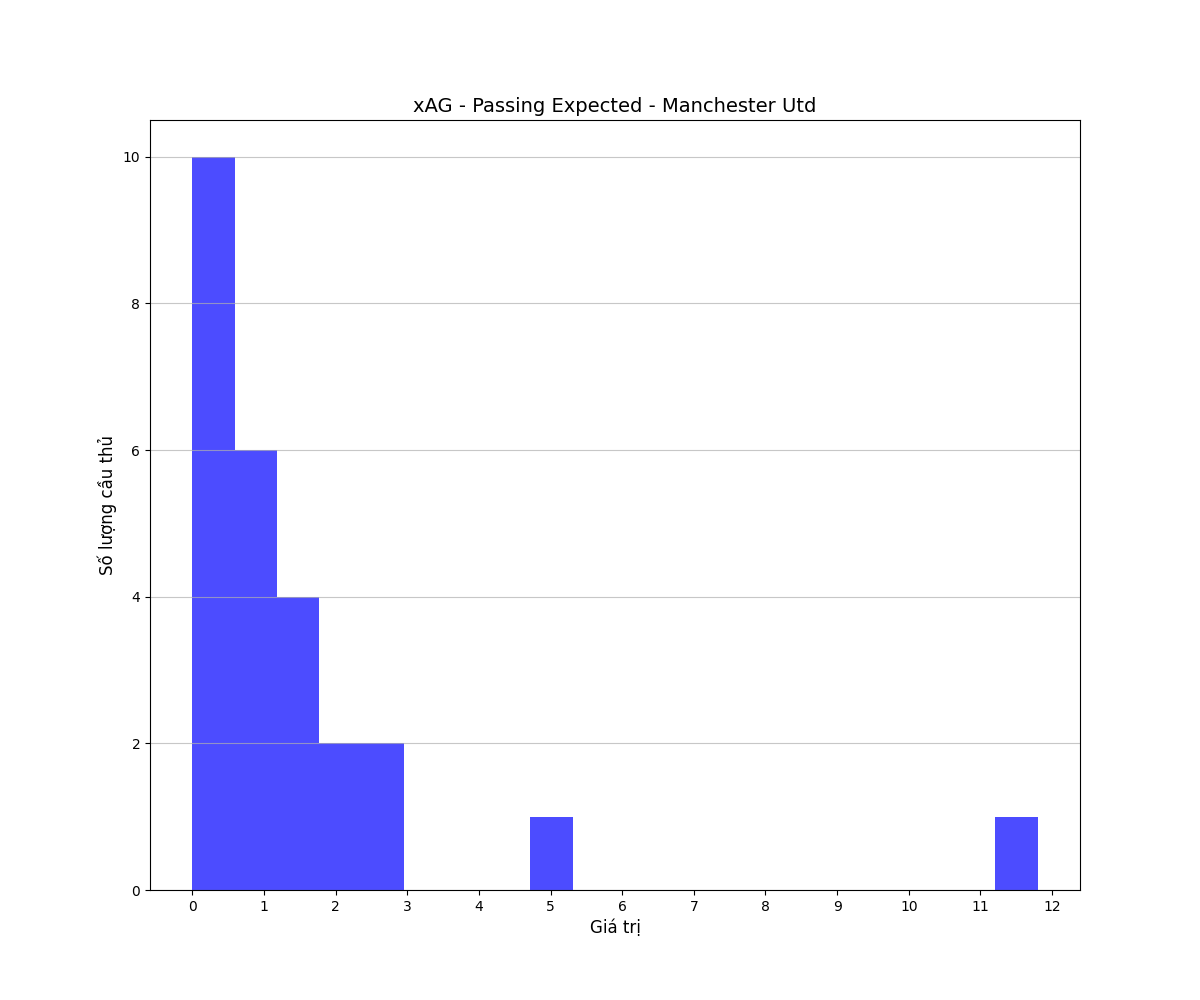 xAG - Passing Expected - Manchester Utd
10
8
6
4
2
0
Số lượng cầu thủ
0 1 2 3 4 5 6 7 8 9 10 11 12
Giá trị